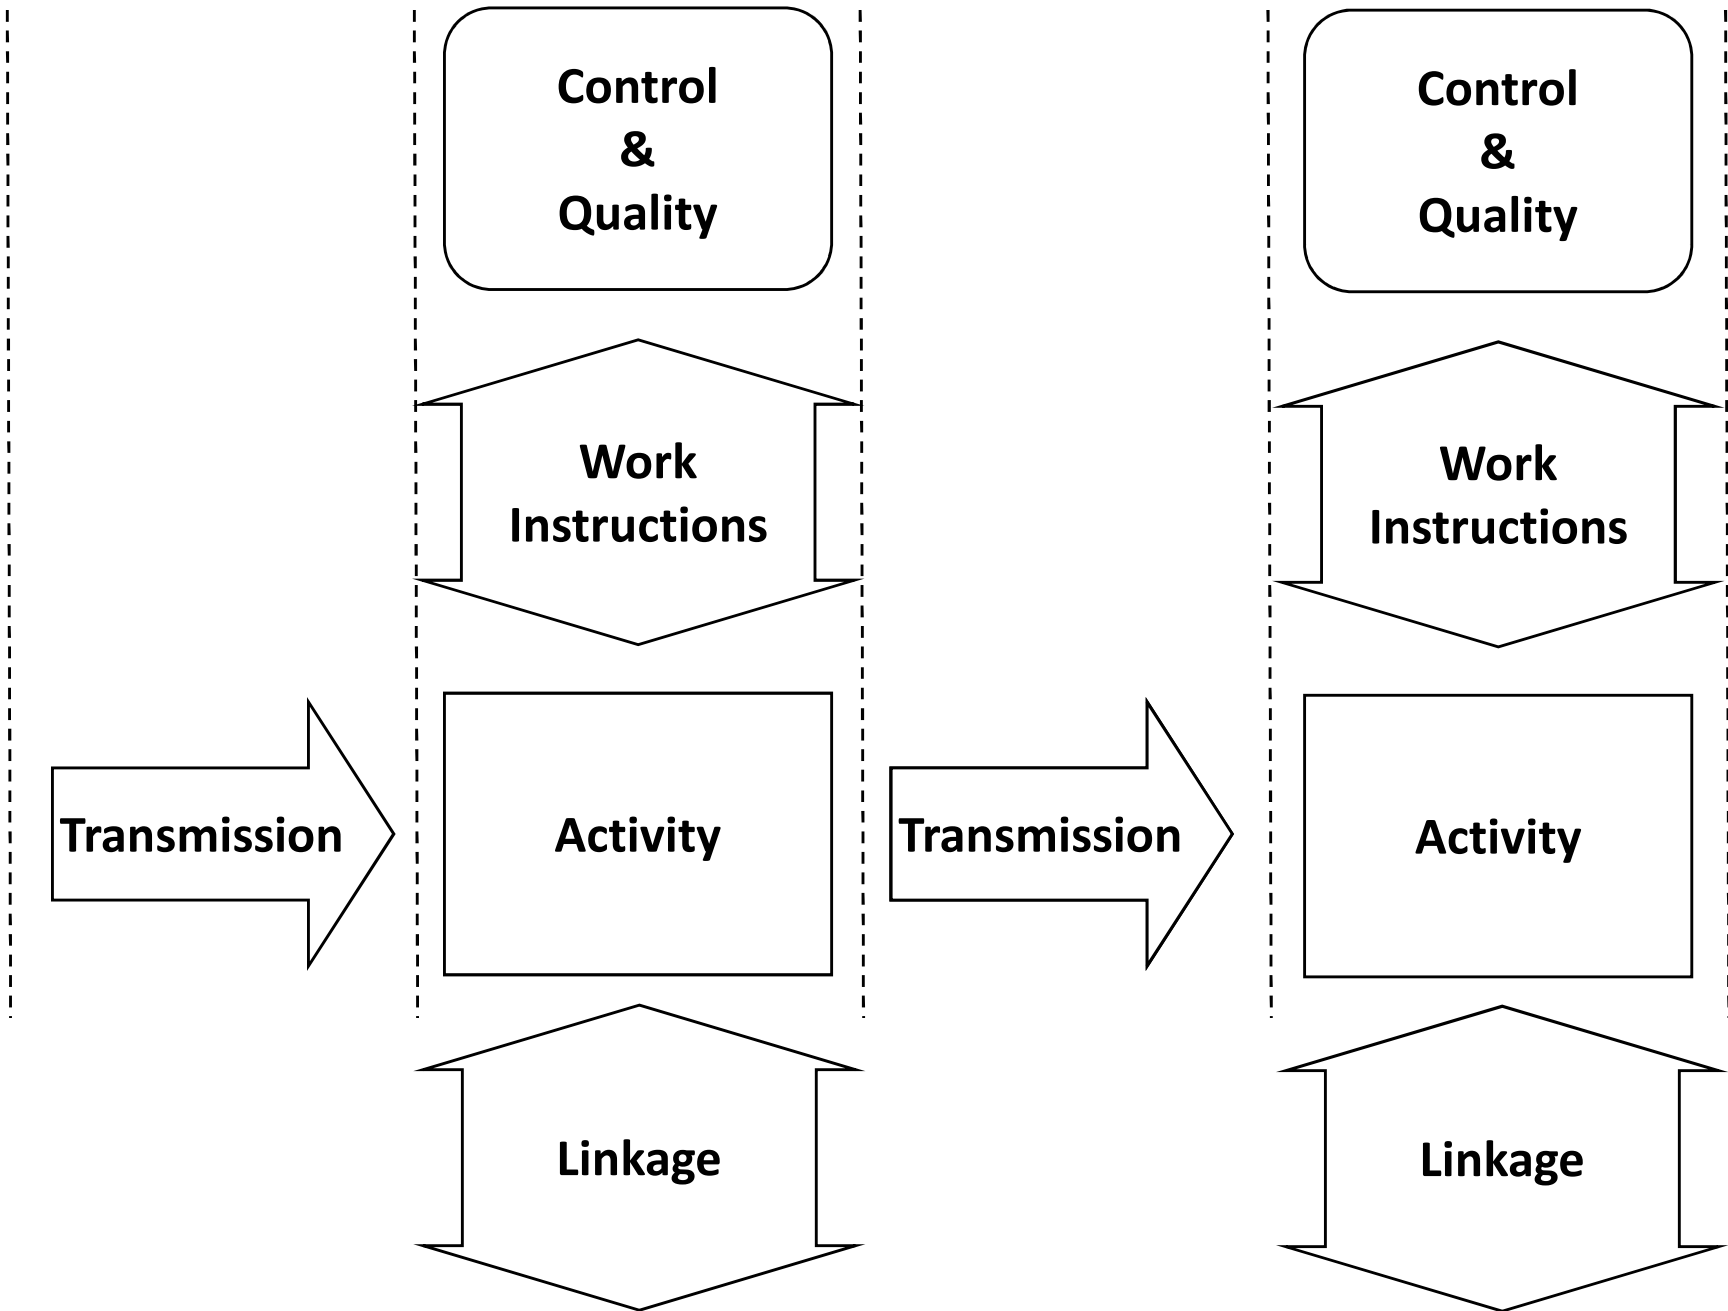 Control
&
Quality
Control
&
Quality
Work
Instructions
Work
Instructions
Transmission
Activity
Transmission
Activity
Linkage
Linkage